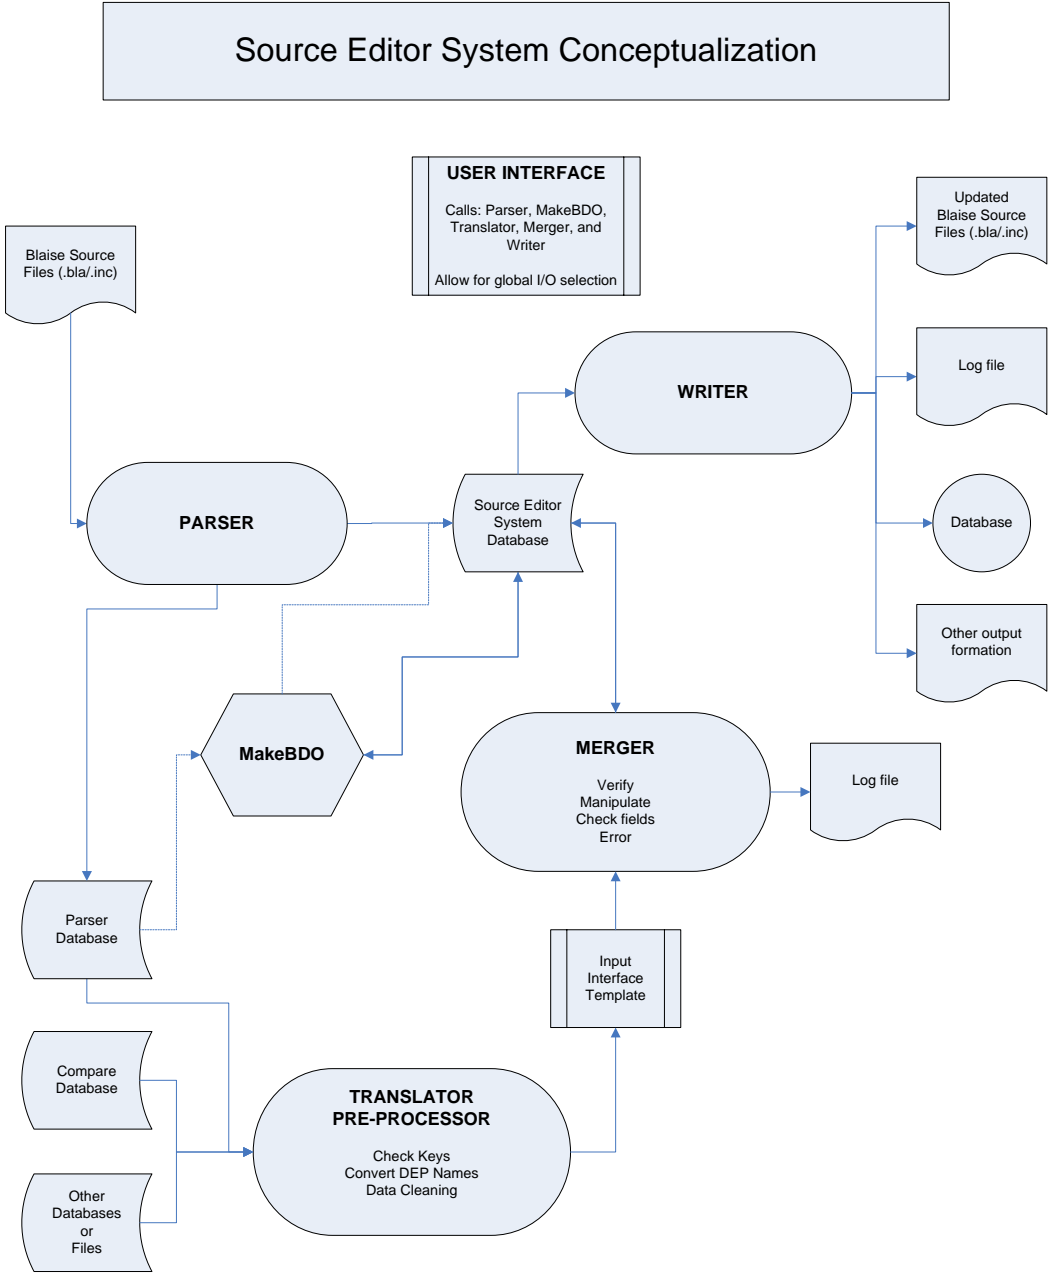 Source Editor System Conceptualization
USER INTERFACE
Calls: Parser, MakeBDO,
Translator, Merger, and
Writer
Allow for global I/O selection
Updated
Blaise Source
Files (.bla/.inc)
Blaise Source
Files (.bla/.inc)
Log file
WRITER
PARSER
Source Editor
System
Database
Database
Other output
formation
MakeBDO
MERGER
Verify
Manipulate
Check fields
Error
Log file
Parser
Database
Input
Interface
Template
Compare
Database
TRANSLATOR
PRE-PROCESSOR
Check Keys
Convert DEP Names
Data Cleaning
Other
Databases
or
Files